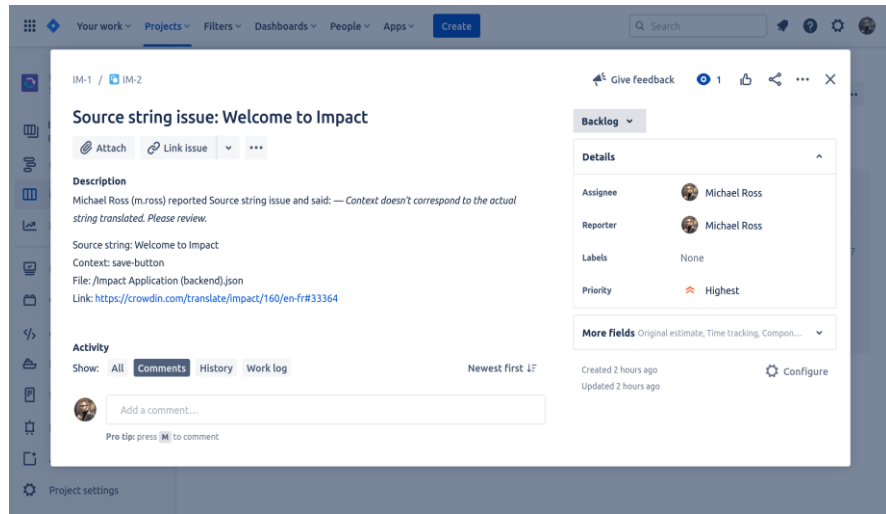 Your work Projects Filters Dashboards People Apps Create Search
IM-1 / IM-2
Give feedback 1
Source string issue: Welcome to Impact
Attach Link issue
Description
Michael Ross (m.ross) reported Source string issue and said: — Context doesn't correspond to the actual
string translated. Please review.
Source string: Welcome to Impact
Context: save-button
File: /Impact Application (backend).json
Link: https://crowdin.com/translate/impact/160/en-fr#33364
Activity
Show: All Comments History Work log Newest first
Add a comment...
Pro tip: press M to comment
Backlog
Details
Assignee Michael Ross
Reporter Michael Ross
Labels None
Priority Highest
More fields Original estimate, Time tracking, Compon...
Created 2 hours ago
Configure
Updated 2 hours ago
Project settings